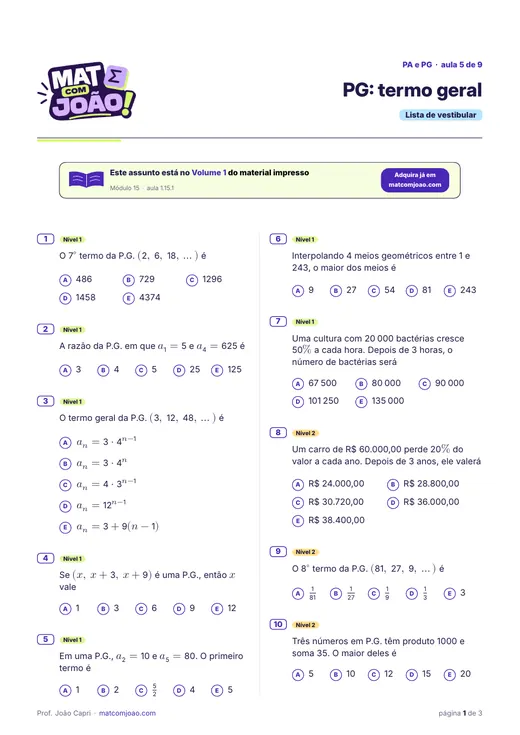 MAT Σ
COM
JOÃO!
PA e PG · aula 5 de 9
PG: termo geral
Lista de vestibular
Este assunto está no Volume 1 do material impresso
Módulo 15 · aula 1.15.1
Adquira já em
matcomjoao.com
1 Nível 1
O 7° termo da P.G. (2, 6, 18, ...) é
A 486 B 729 C 1296
D 1458 E 4374
2 Nível 1
A razão da P.G. em que a₁ = 5 e a₄ = 625 é
A 3 B 4 C 5 D 25 E 125
3 Nível 1
O termo geral da P.G. (3, 12, 48, ...) é
A aₙ = 3 · 4ⁿ⁻¹
B aₙ = 3 · 4ⁿ
C aₙ = 4 · 3ⁿ⁻¹
D aₙ = 12ⁿ⁻¹
E aₙ = 3 + 9(n − 1)
4 Nível 1
Se (x, x + 3, x + 9) é uma P.G., então x
vale
A 1 B 3 C 6 D 9 E 12
5 Nível 1
Em uma P.G., a₂ = 10 e a₅ = 80. O primeiro
termo é
A 1 B 2 C 5/2 D 4 E 5
6 Nível 1
Interpolando 4 meios geométricos entre 1 e
243, o maior dos meios é
A 9 B 27 C 54 D 81 E 243
7 Nível 1
Uma cultura com 20 000 bactérias cresce
50% a cada hora. Depois de 3 horas, o
número de bactérias será
A 67 500 B 80 000 C 90 000
D 101 250 E 135 000
8 Nível 2
Um carro de R$ 60.000,00 perde 20% do
valor a cada ano. Depois de 3 anos, ele valerá
A R$ 24.000,00 B R$ 28.800,00
C R$ 30.720,00 D R$ 36.000,00
E R$ 38.400,00
9 Nível 2
O 8° termo da P.G. (81, 27, 9, ...) é
A 1/81 B 1/27 C 1/9 D 1/3 E 3
10 Nível 2
Três números em P.G. têm produto 1000 e
soma 35. O maior deles é
A 5 B 10 C 12 D 15 E 20
Prof. João Capri · matcomjoao.com
página 1 de 3